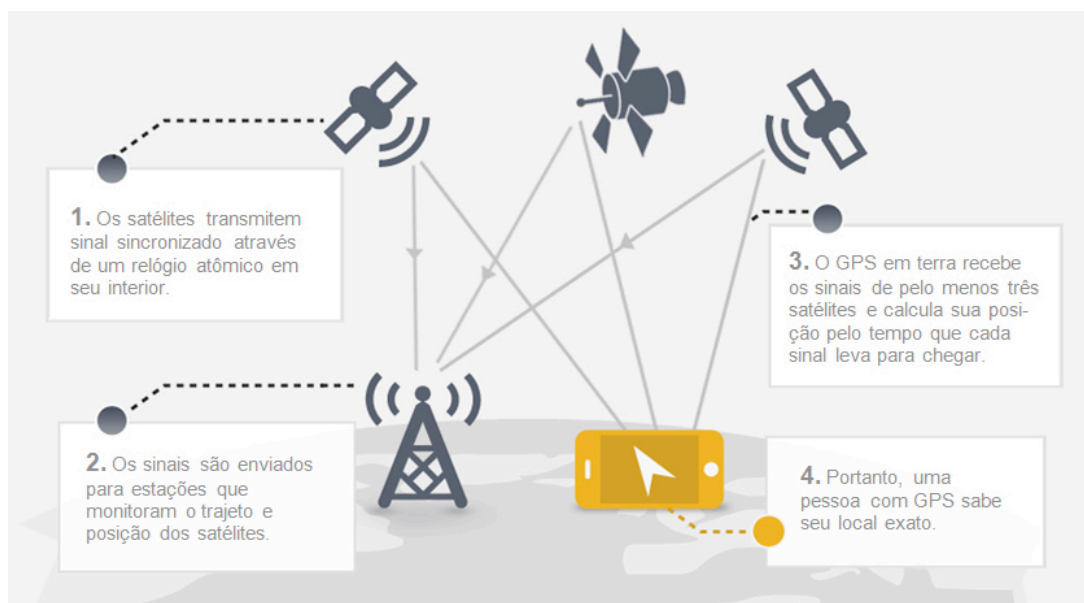 1. Os satélites transmitem
sinal sincronizado através
de um relógio atômico em
seu interior.
2. Os sinais são enviados
para estações que
monitoram o trajeto e
posição dos satélites.
3. O GPS em terra recebe
os sinais de pelo menos três
satélites e calcula sua posi-
ção pelo tempo que cada
sinal leva para chegar.
4. Portanto, uma
pessoa com GPS sabe
seu local exato.